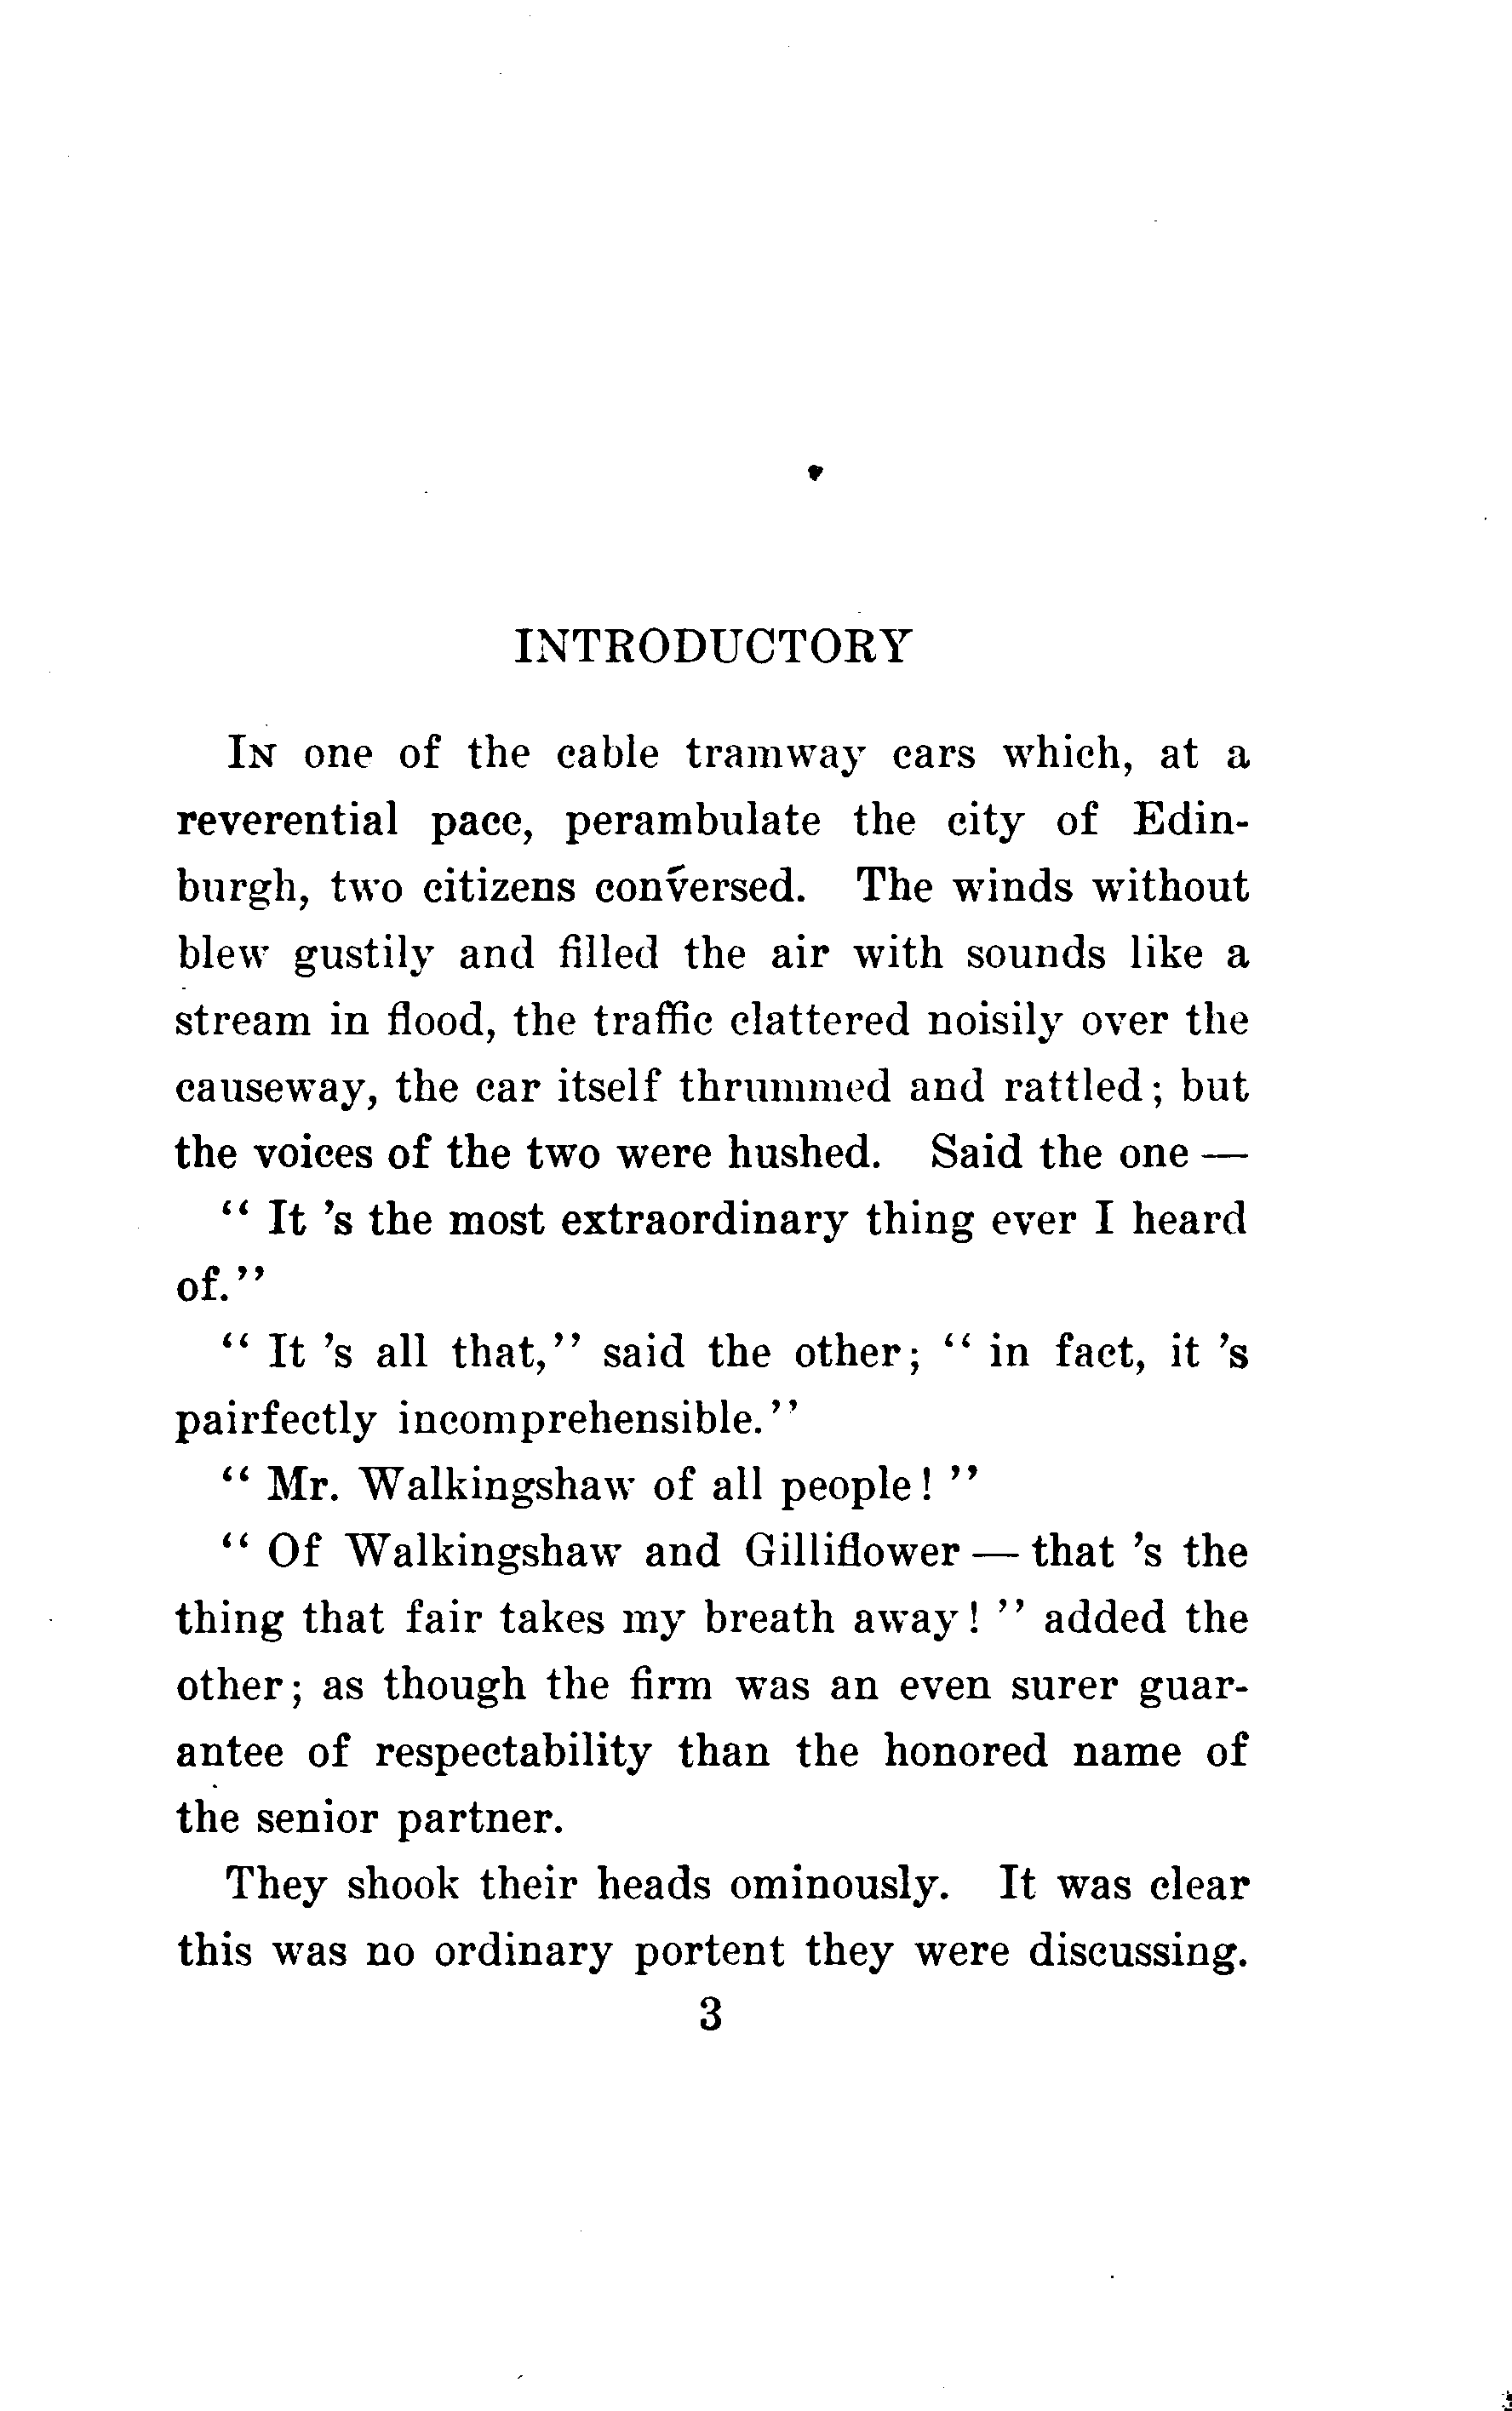 INTRODUCTORY
In one of the cable tramway cars which, at a
reverential pace, perambulate the city of Edin-
burgh, two citizens conversed. The winds without
blew gustily and filled the air with sounds like a
stream in flood, the traffic clattered noisily over the
causeway, the car itself thrummed and rattled; but
the voices of the two were hushed. Said the one —
" It 's the most extraordinary thing ever I heard
of."
" It 's all that," said the other; " in fact, it 's
pairfectly incomprehensible."
" Mr. Walkingshaw of all people! "
" Of Walkingshaw and Gilliflower — that 's the
thing that fair takes my breath away! " added the
other; as though the firm was an even surer guar-
antee of respectability than the honored name of
the senior partner.
They shook their heads ominously. It was clear
this was no ordinary portent they were discussing.
3